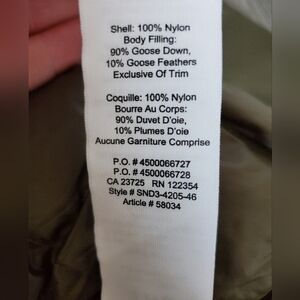 Shell: 100% Nylon
Body Filling:
90% Goose Down,
10% Goose Feathers
Exclusive Of Trim
Coquille: 100% Nylon
Bourre Au Corps:
90% Duvet D'oie,
10% Plumes D'oie
Aucune Garniture Comprise
P.O. # 4500066727
P.O. # 4500066728
CA 23725 RN 122354
Style # SND3-4205-46
Article # 58034